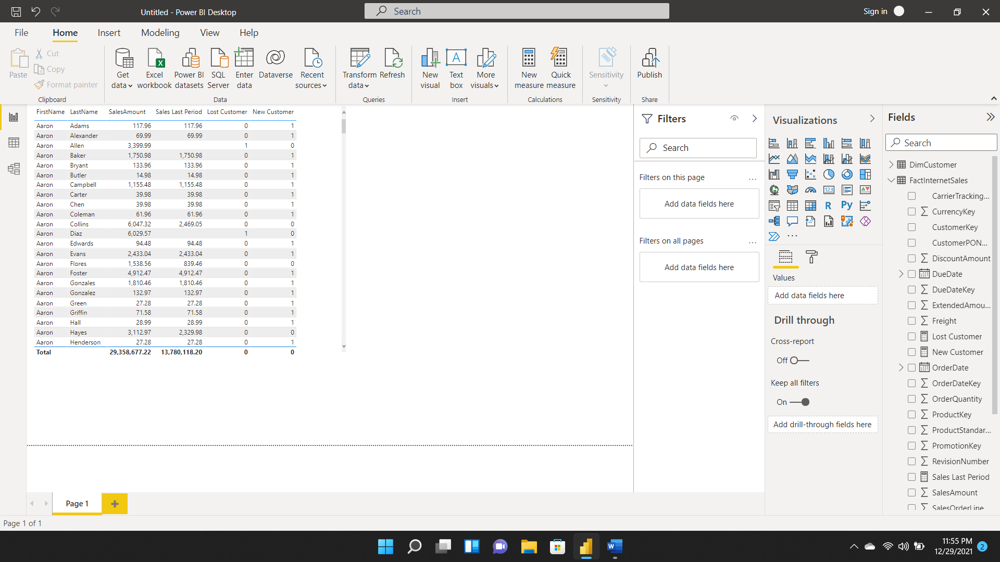 Untitled - Power BI Desktop
Search
Sign in
File Home Insert Modeling View Help
Paste
Cut
Copy
Format painter
Clipboard
Get data
Excel workbook
Power BI datasets
SQL Server
Enter data
Dataverse
Recent sources
Data
Transform data
Refresh
Queries
New visual
Text box
More visuals
Insert
New measure
Quick measure
Calculations
Sensitivity
Sensitivity
Publish
Share
FirstName LastName SalesAmount Sales Last Period Lost Customer New Customer
Aaron Adams 117.96 117.96 0 1
Aaron Alexander 69.99 69.99 0 1
Aaron Allen 3,399.99 1 0
Aaron Baker 1,750.98 1,750.98 0 1
Aaron Bryant 133.96 133.96 0 1
Aaron Butler 14.98 14.98 0 1
Aaron Campbell 1,155.48 1,155.48 0 1
Aaron Carter 39.98 39.98 0 1
Aaron Chen 39.98 39.98 0 1
Aaron Coleman 61.96 61.96 0 1
Aaron Collins 6,047.32 2,469.05 0 0
Aaron Diaz 6,029.57 1 0
Aaron Edwards 94.48 94.48 0 1
Aaron Evans 2,433.04 2,433.04 0 1
Aaron Flores 1,538.56 839.46 0 0
Aaron Foster 4,912.47 4,912.47 0 1
Aaron Gonzales 1,810.46 1,810.46 0 1
Aaron Gonzalez 132.97 132.97 0 1
Aaron Green 27.28 27.28 0 1
Aaron Griffin 71.58 71.58 0 1
Aaron Hall 28.99 28.99 0 1
Aaron Hayes 3,112.97 2,329.98 0 0
Aaron Henderson 27.28 27.28 0 1
Total 29,358,677.22 13,780,118.20 0 0
Filters
Search
Filters on this page ...
Add data fields here
Filters on all pages ...
Add data fields here
Visualizations
123
R
Py
...
Values
Add data fields here
Drill through
Cross-report
Off
Keep all filters
On
Add drill-through fields here
Fields
Search
DimCustomer
FactInternetSales
CarrierTracking...
CurrencyKey
CustomerKey
CustomerPON...
DiscountAmount
DueDate
DueDateKey
ExtendedAmou...
Freight
Lost Customer
New Customer
OrderDate
OrderDateKey
OrderQuantity
ProductKey
ProductStandar...
PromotionKey
RevisionNumber
Sales Last Period
SalesAmount
SalesOrderLine
Page 1
Page 1 of 1
11:55 PM
12/29/2021
2